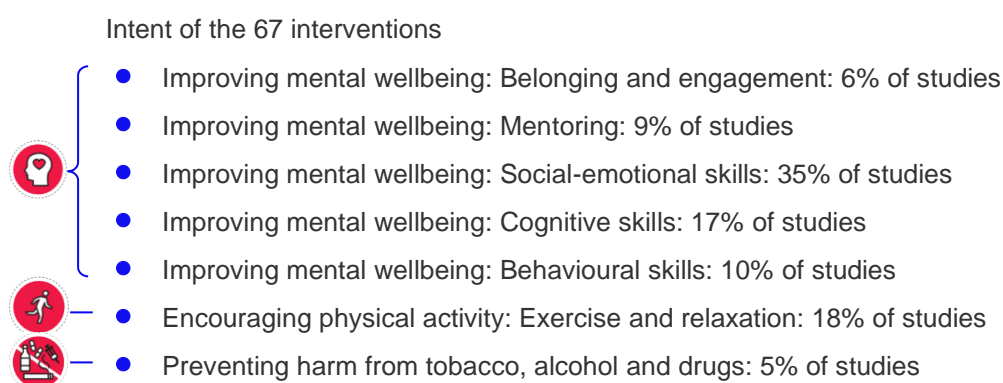 Intent of the 67 interventions
Improving mental wellbeing: Belonging and engagement: 6% of studies
Improving mental wellbeing: Mentoring: 9% of studies
Improving mental wellbeing: Social-emotional skills: 35% of studies
Improving mental wellbeing: Cognitive skills: 17% of studies
Improving mental wellbeing: Behavioural skills: 10% of studies
Encouraging physical activity: Exercise and relaxation: 18% of studies
Preventing harm from tobacco, alcohol and drugs: 5% of studies